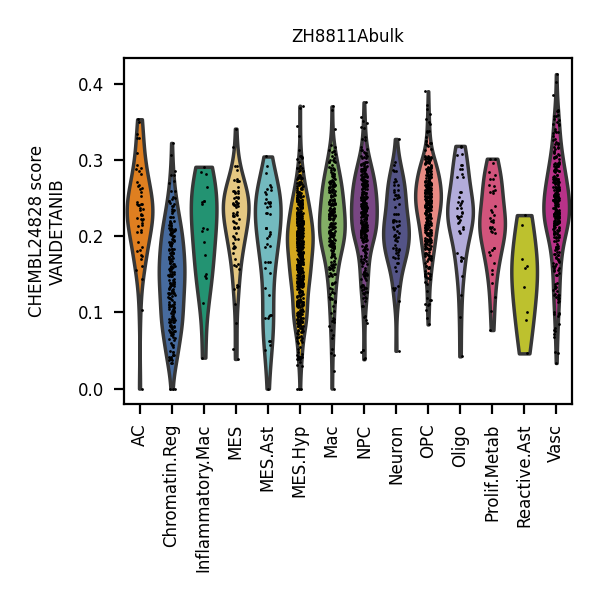 ZH8811Abulk
CHEMBL24828 score
VANDETANIB
0.4
0.3
0.2
0.1
0.0
AC
Chromatin.Reg
Inflammatory.Mac
MES
MES.Ast
MES.Hyp
Mac
NPC
Neuron
OPC
Oligo
Prolif.Metab
Reactive.Ast
Vasc